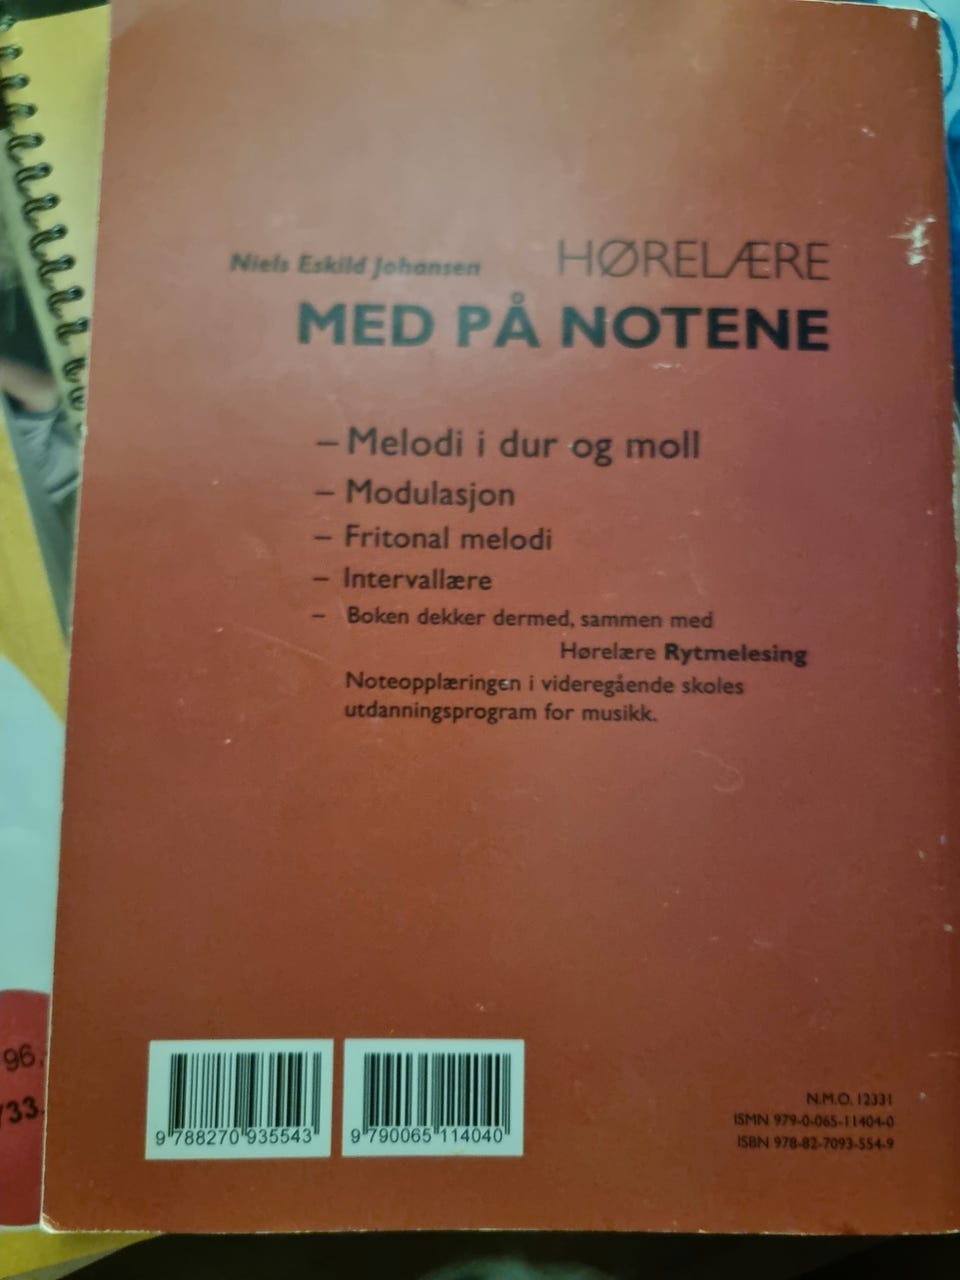 Niels Eskild Johansen HØRELÆRE
MED PÅ NOTENE
– Melodi i dur og moll
– Modulasjon
– Fritonal melodi
– Intervallære
– Boken dekker dermed, sammen med
Hørelære Rytmelesing
Noteopplæringen i videregående skoles
utdanningsprogram for musikk.
96.
733.
9 788270 935543
9 790065 114040
N.M.O. 12331
ISMN 979-0-065-11404-0
ISBN 978-82-7093-554-9